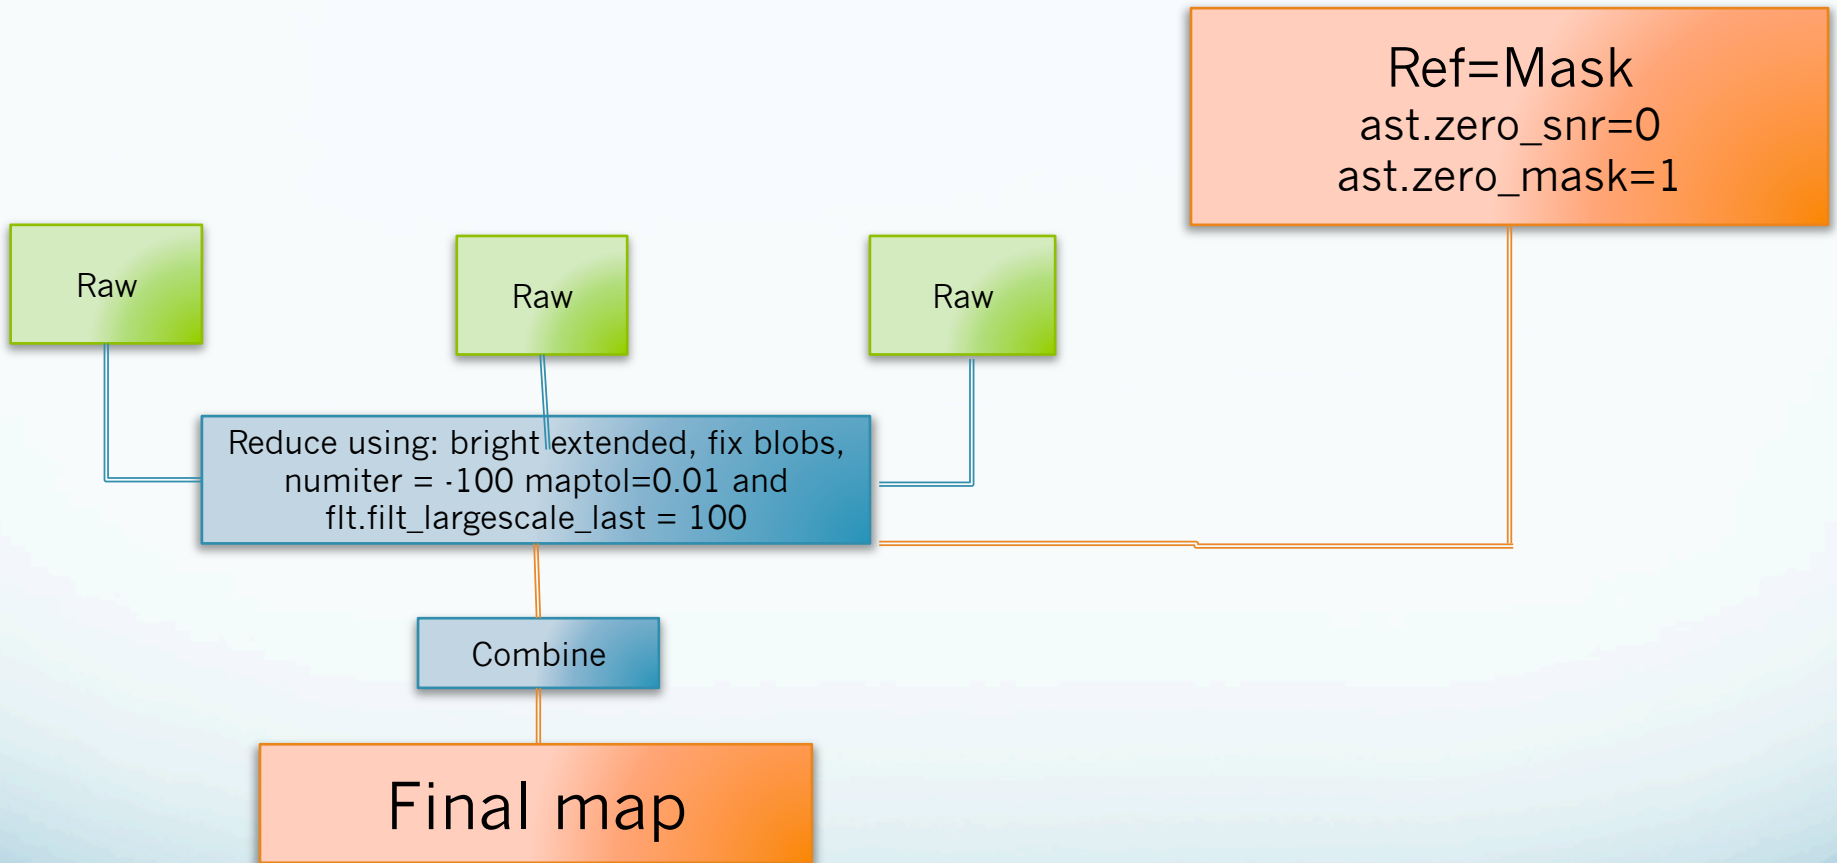 Ref=Mask
ast.zero_snr=0
ast.zero_mask=1
Raw
Raw
Raw
Reduce using: bright extended, fix blobs,
numiter = -100 maptol=0.01 and
flt.filt_largescale_last = 100
Combine
Final map